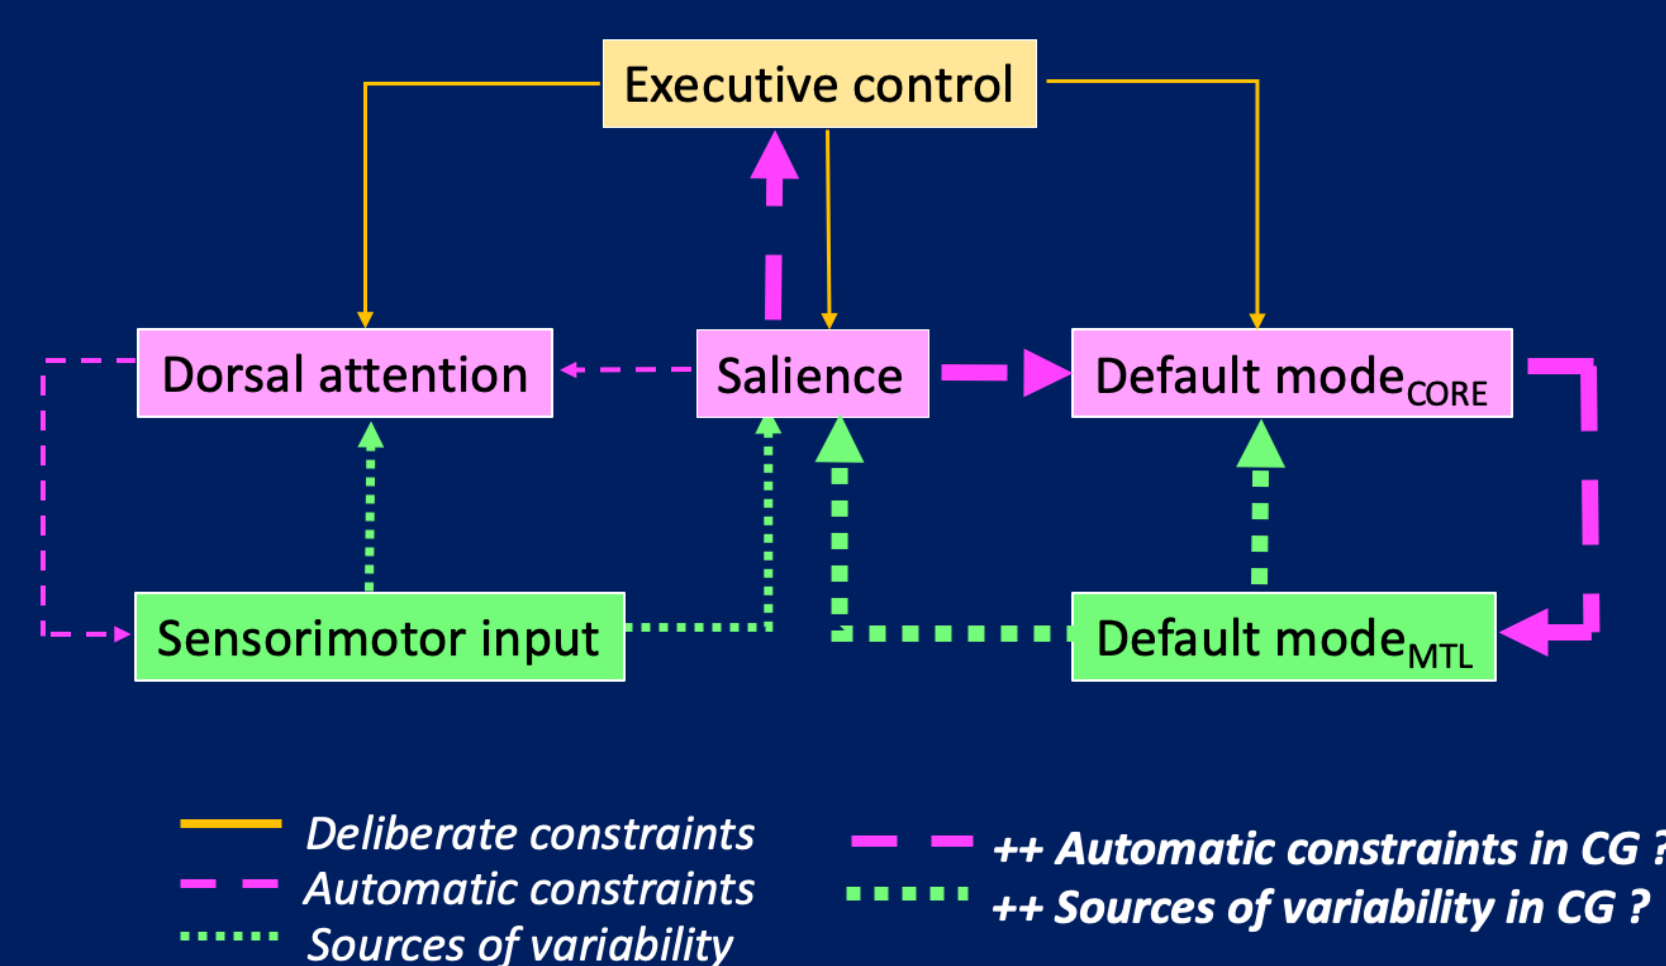 Executive control
Dorsal attention
Salience
Default modeCORE
Sensorimotor input
Default modeMTL
Deliberate constraints
Automatic constraints
Sources of variability
++ Automatic constraints in CG ?
++ Sources of variability in CG ?